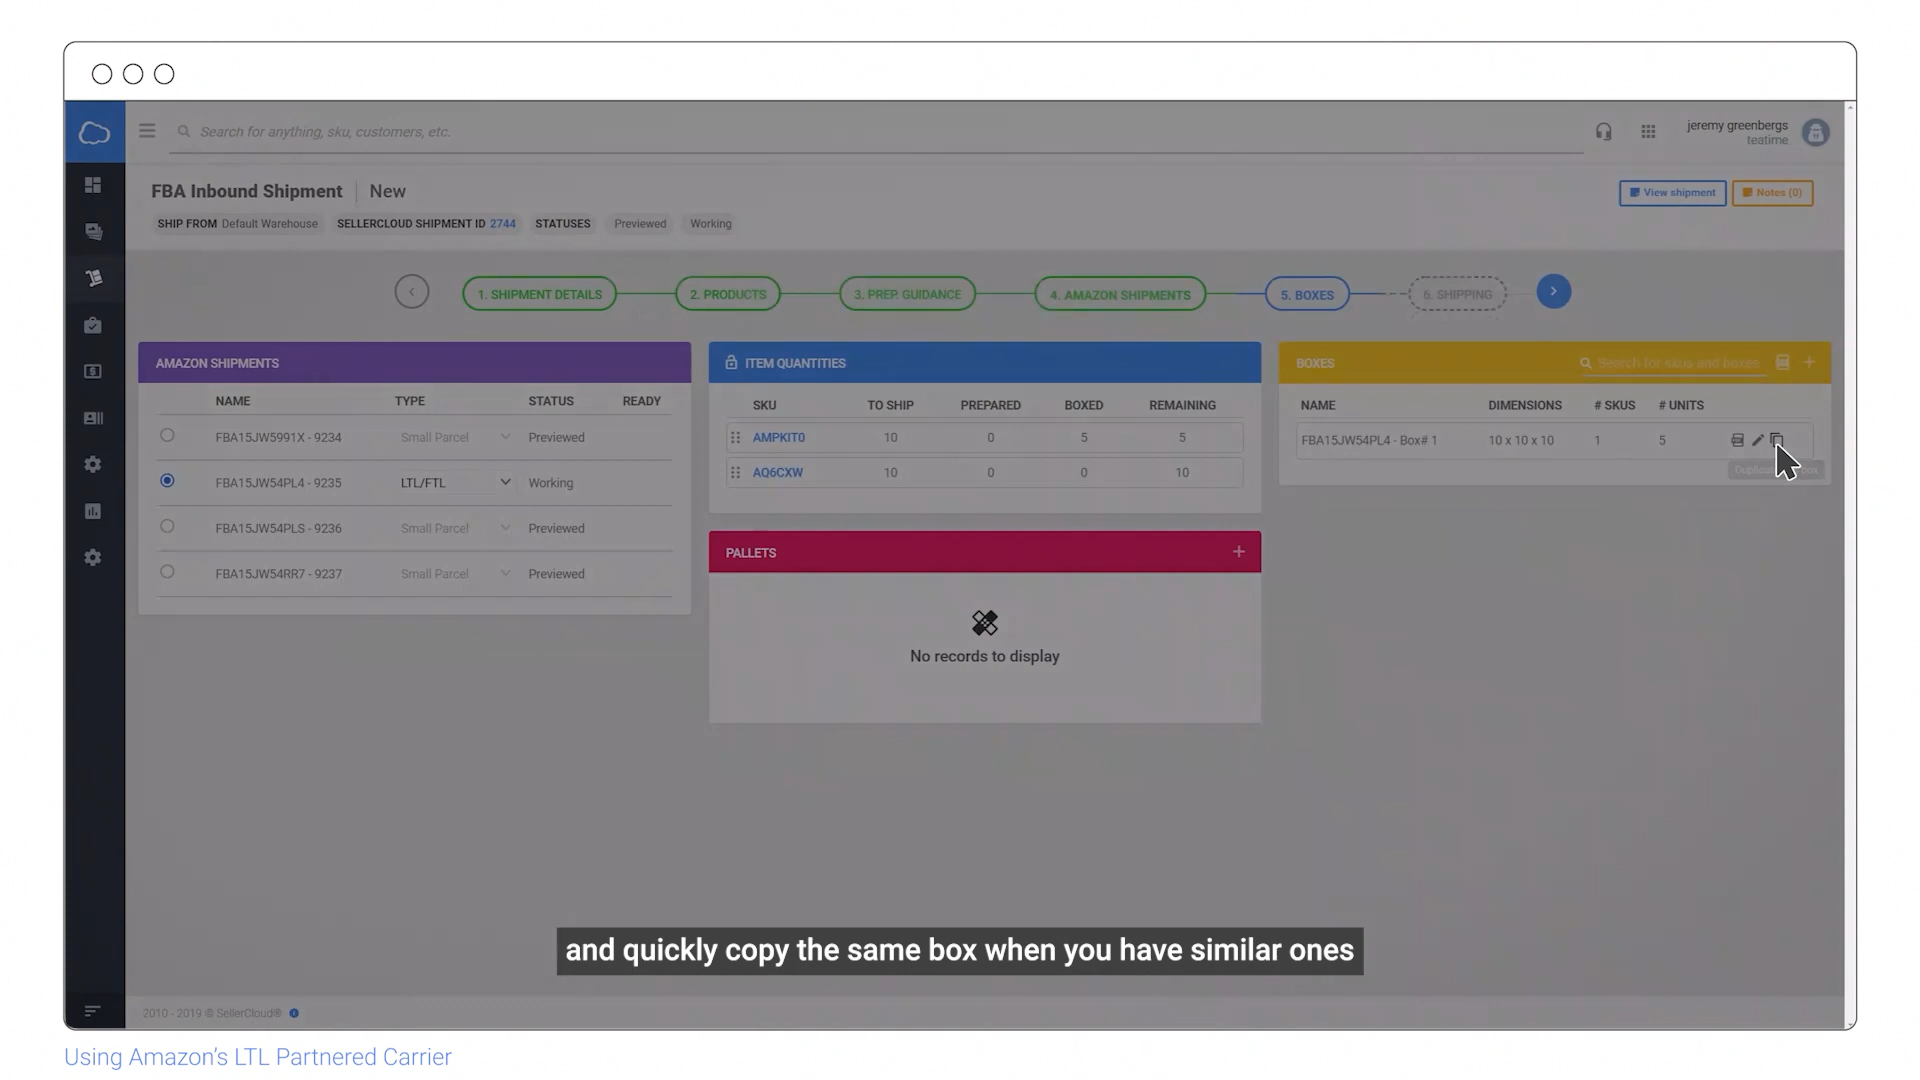 Search for anything, sku, customers, etc.
jeremy greenbergs
teatime
FBA Inbound Shipment New
View shipment
Notes (0)
SHIP FROM Default Warehouse SELLERCLOUD SHIPMENT ID 2744 STATUSES Previewed Working
1. SHIPMENT DETAILS
2. PRODUCTS
3. PREP. GUIDANCE
4. AMAZON SHIPMENTS
5. BOXES
6. SHIPPING
AMAZON SHIPMENTS
NAME TYPE STATUS READY
FBA15JW5991X - 9234 Small Parcel Previewed
FBA15JW54PL4 - 9235 LTL/FTL Working
FBA15JW54PLS - 9236 Small Parcel Previewed
FBA15JW54RR7 - 9237 Small Parcel Previewed
ITEM QUANTITIES
SKU TO SHIP PREPARED BOXED REMAINING
AMPKIT0 10 0 5 5
AQ6CXW 10 0 0 10
PALLETS
No records to display
BOXES
Search for skus and boxes
NAME DIMENSIONS # SKUS # UNITS
FBA15JW54PL4 - Box# 1 10 x 10 x 10 1 5
and quickly copy the same box when you have similar ones
2010 - 2019 © SellerCloud®
Using Amazon's LTL Partnered Carrier